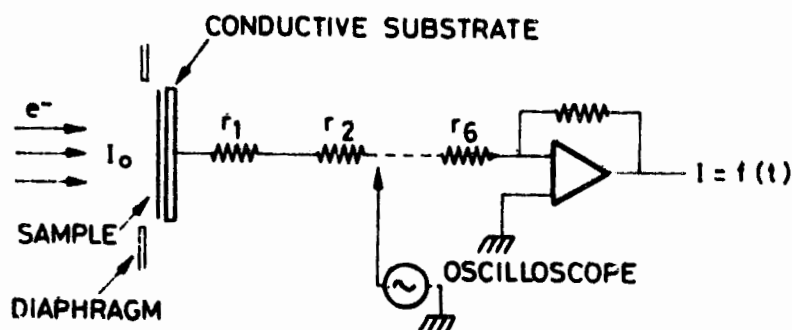 CONDUCTIVE SUBSTRATE
e⁻
I₀
r₁
r₂
r₆
I = f(t)
SAMPLE
DIAPHRAGM
OSCILLOSCOPE